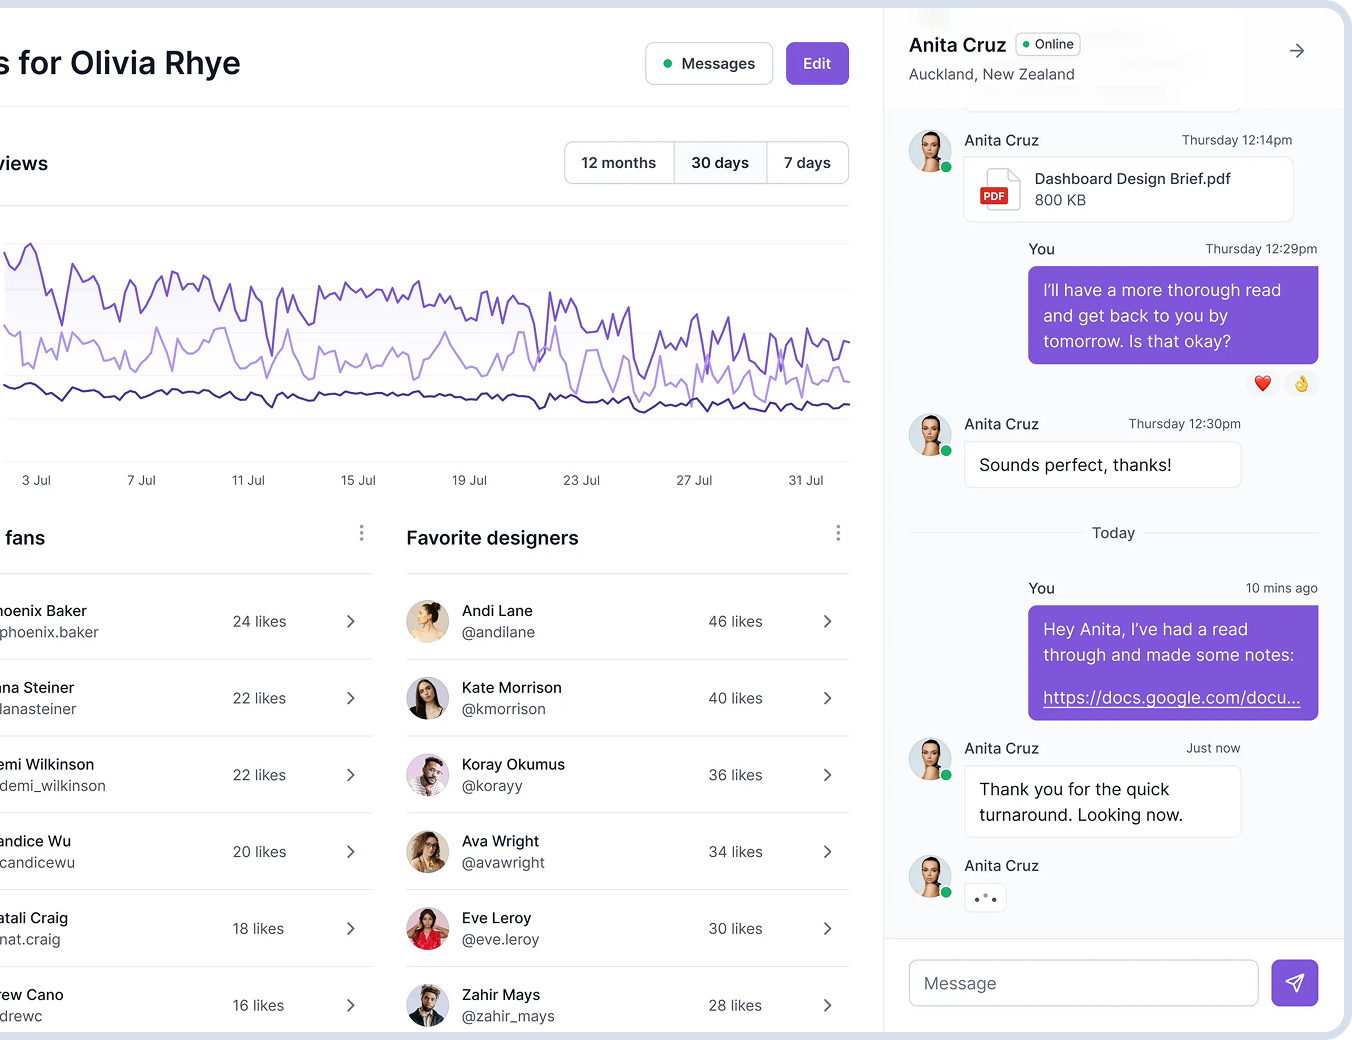 s for Olivia Rhye
Messages
Edit
views
12 months
30 days
7 days
3 Jul
7 Jul
11 Jul
15 Jul
19 Jul
23 Jul
27 Jul
31 Jul
fans
hoenix Baker
phoenix.baker
24 likes
na Steiner
lanasteiner
22 likes
emi Wilkinson
demi_wilkinson
22 likes
andice Wu
candicewu
20 likes
atali Craig
nat.craig
18 likes
rew Cano
drewc
16 likes
Favorite designers
Andi Lane
@andilane
46 likes
Kate Morrison
@kmorrison
40 likes
Koray Okumus
@korayy
36 likes
Ava Wright
@avawright
34 likes
Eve Leroy
@eve.leroy
30 likes
Zahir Mays
@zahir_mays
28 likes
Anita Cruz
Online
Auckland, New Zealand
Anita Cruz
Thursday 12:14pm
PDF
Dashboard Design Brief.pdf
800 KB
You
Thursday 12:29pm
I’ll have a more thorough read
and get back to you by
tomorrow. Is that okay?
Anita Cruz
Thursday 12:30pm
Sounds perfect, thanks!
Today
You
10 mins ago
Hey Anita, I’ve had a read
through and made some notes:
https://docs.google.com/docu...
Anita Cruz
Just now
Thank you for the quick
turnaround. Looking now.
Anita Cruz
Message